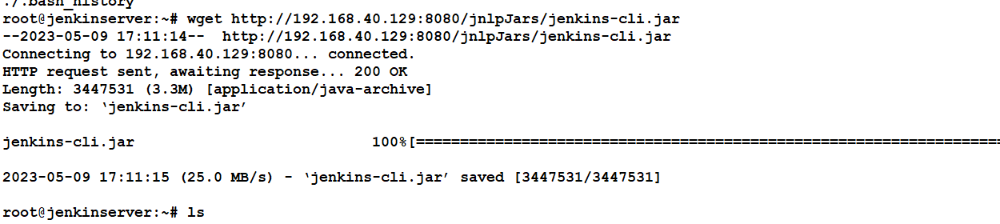 ./.bash_history
root@jenkinserver:~# wget http://192.168.40.129:8080/jnlpJars/jenkins-cli.jar
--2023-05-09 17:11:14--  http://192.168.40.129:8080/jnlpJars/jenkins-cli.jar
Connecting to 192.168.40.129:8080... connected.
HTTP request sent, awaiting response... 200 OK
Length: 3447531 (3.3M) [application/java-archive]
Saving to: ‘jenkins-cli.jar’
jenkins-cli.jar                           100%[===================================================================
2023-05-09 17:11:15 (25.0 MB/s) - ‘jenkins-cli.jar’ saved [3447531/3447531]
root@jenkinserver:~# ls